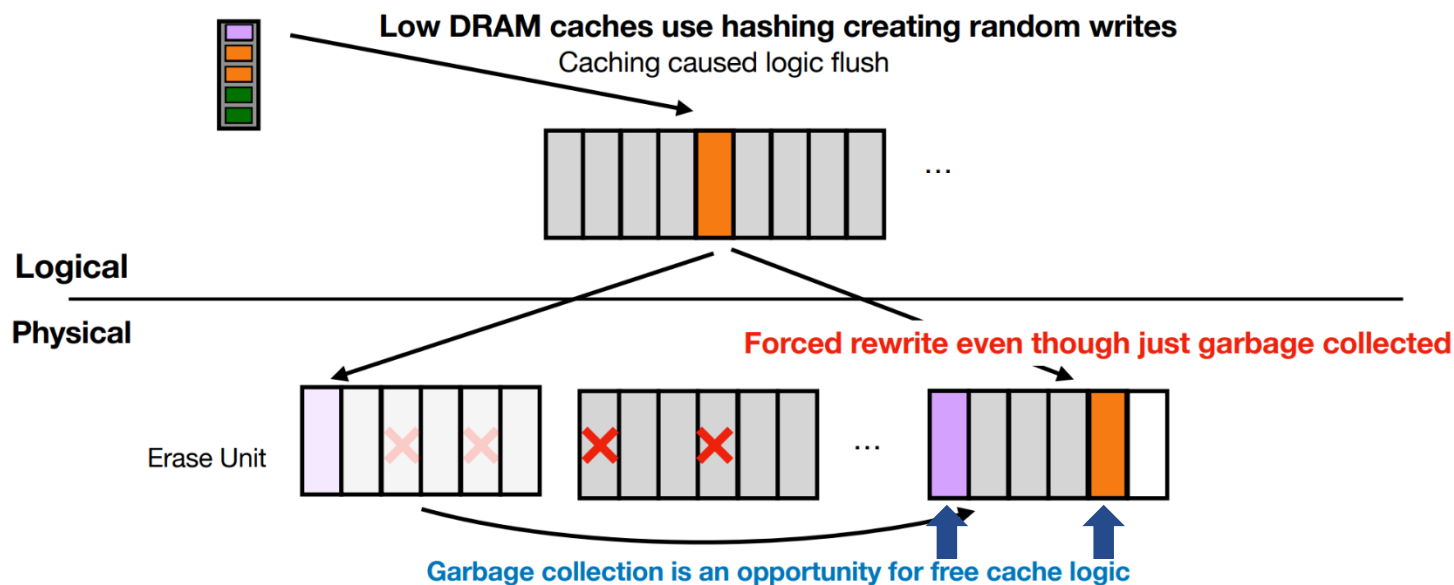 Low DRAM caches use hashing creating random writes
Caching caused logic flush
...
Logical
Physical
Forced rewrite even though just garbage collected
Erase Unit
...
Garbage collection is an opportunity for free cache logic